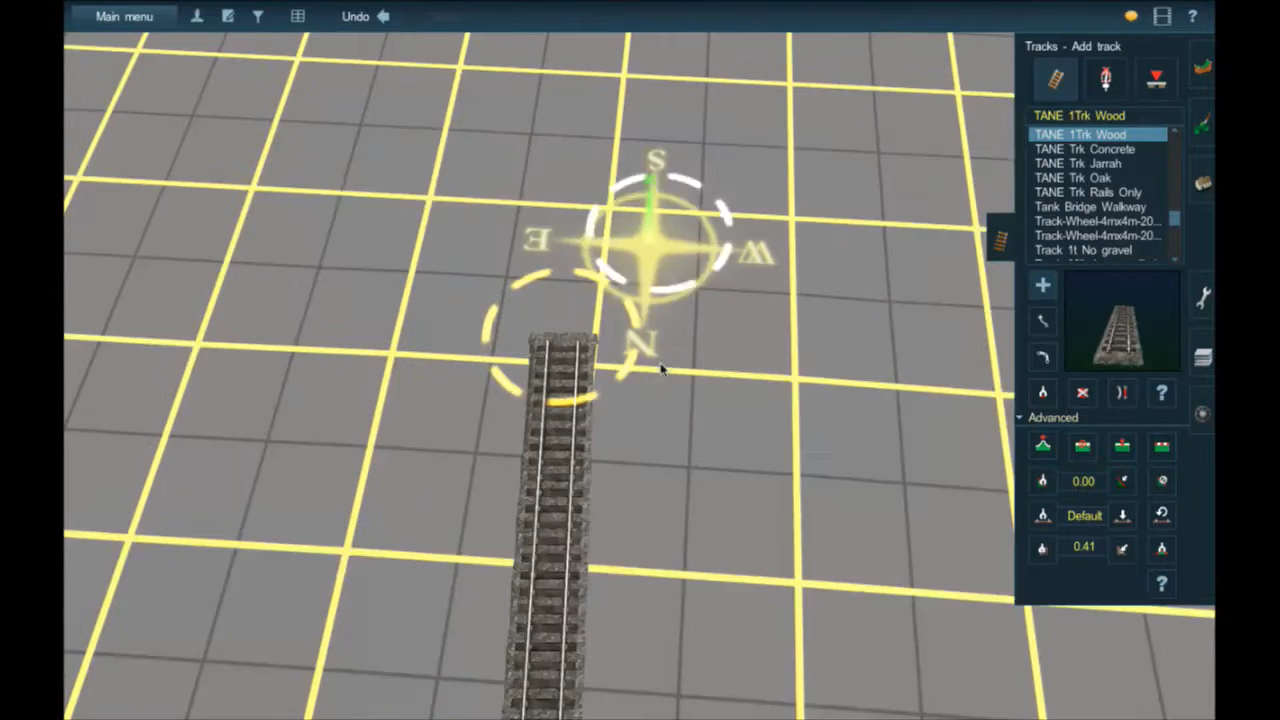 Main menu
Undo
?
Tracks - Add track
TANE 1Trk Wood
TANE 1Trk Wood
TANE Trk Concrete
TANE Trk Jarrah
TANE Trk Oak
TANE Trk Rails Only
Tank Bridge Walkway
Track-Wheel-4mx4m-20...
Track-Wheel-4mx4m-20...
Track 1t No gravel
?
Advanced
0.00
Default
0.41
?
S
E
W
N